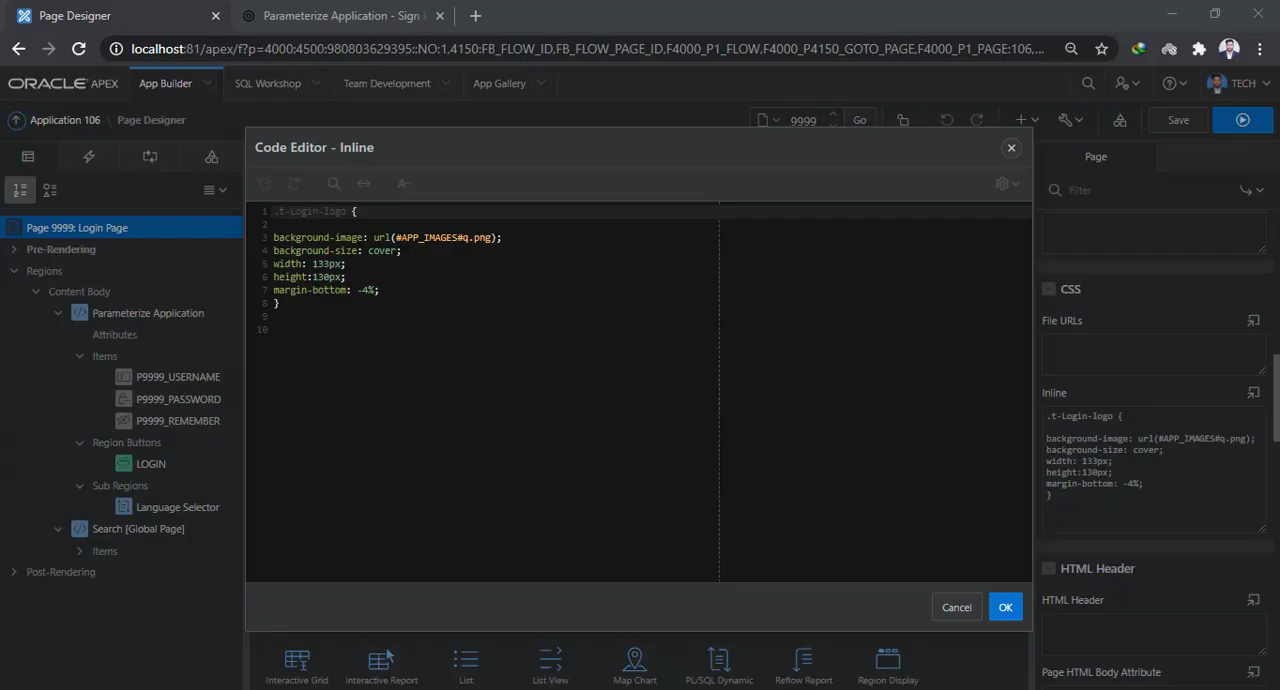 Page Designer
Parameterize Application - Sign
localhost:81/apex/f?p=4000:4500:980803629395::NO:1,4150:FB_FLOW_ID,FB_FLOW_PAGE_ID,F4000_P1_FLOW,F4000_P4150_GOTO_PAGE,F4000_P1_PAGE:106,...
ORACLE APEX App Builder SQL Workshop Team Development App Gallery TECH
Application 106 Page Designer 9999 Go Save
Code Editor - Inline
Page
Filter
1 .t-Login-logo {
2
3 background-image: url(#APP_IMAGES#q.png);
4 background-size: cover;
5 width: 133px;
6 height:130px;
7 margin-bottom: -4%;
8 }
9
10
Cancel OK
Page 9999: Login Page
Pre-Rendering
Regions
Content Body
Parameterize Application
Attributes
Items
P9999_USERNAME
P9999_PASSWORD
P9999_REMEMBER
Region Buttons
LOGIN
Sub Regions
Language Selector
Search [Global Page]
Items
Post-Rendering
CSS
File URLs
Inline
.t-Login-logo {
background-image: url(#APP_IMAGES#q.png);
background-size: cover;
width: 133px;
height:130px;
margin-bottom: -4%;
}
HTML Header
HTML Header
Page HTML Body Attribute
Interactive Grid Interactive Report List List View Map Chart PL/SQL Dynamic Reflow Report Region Display